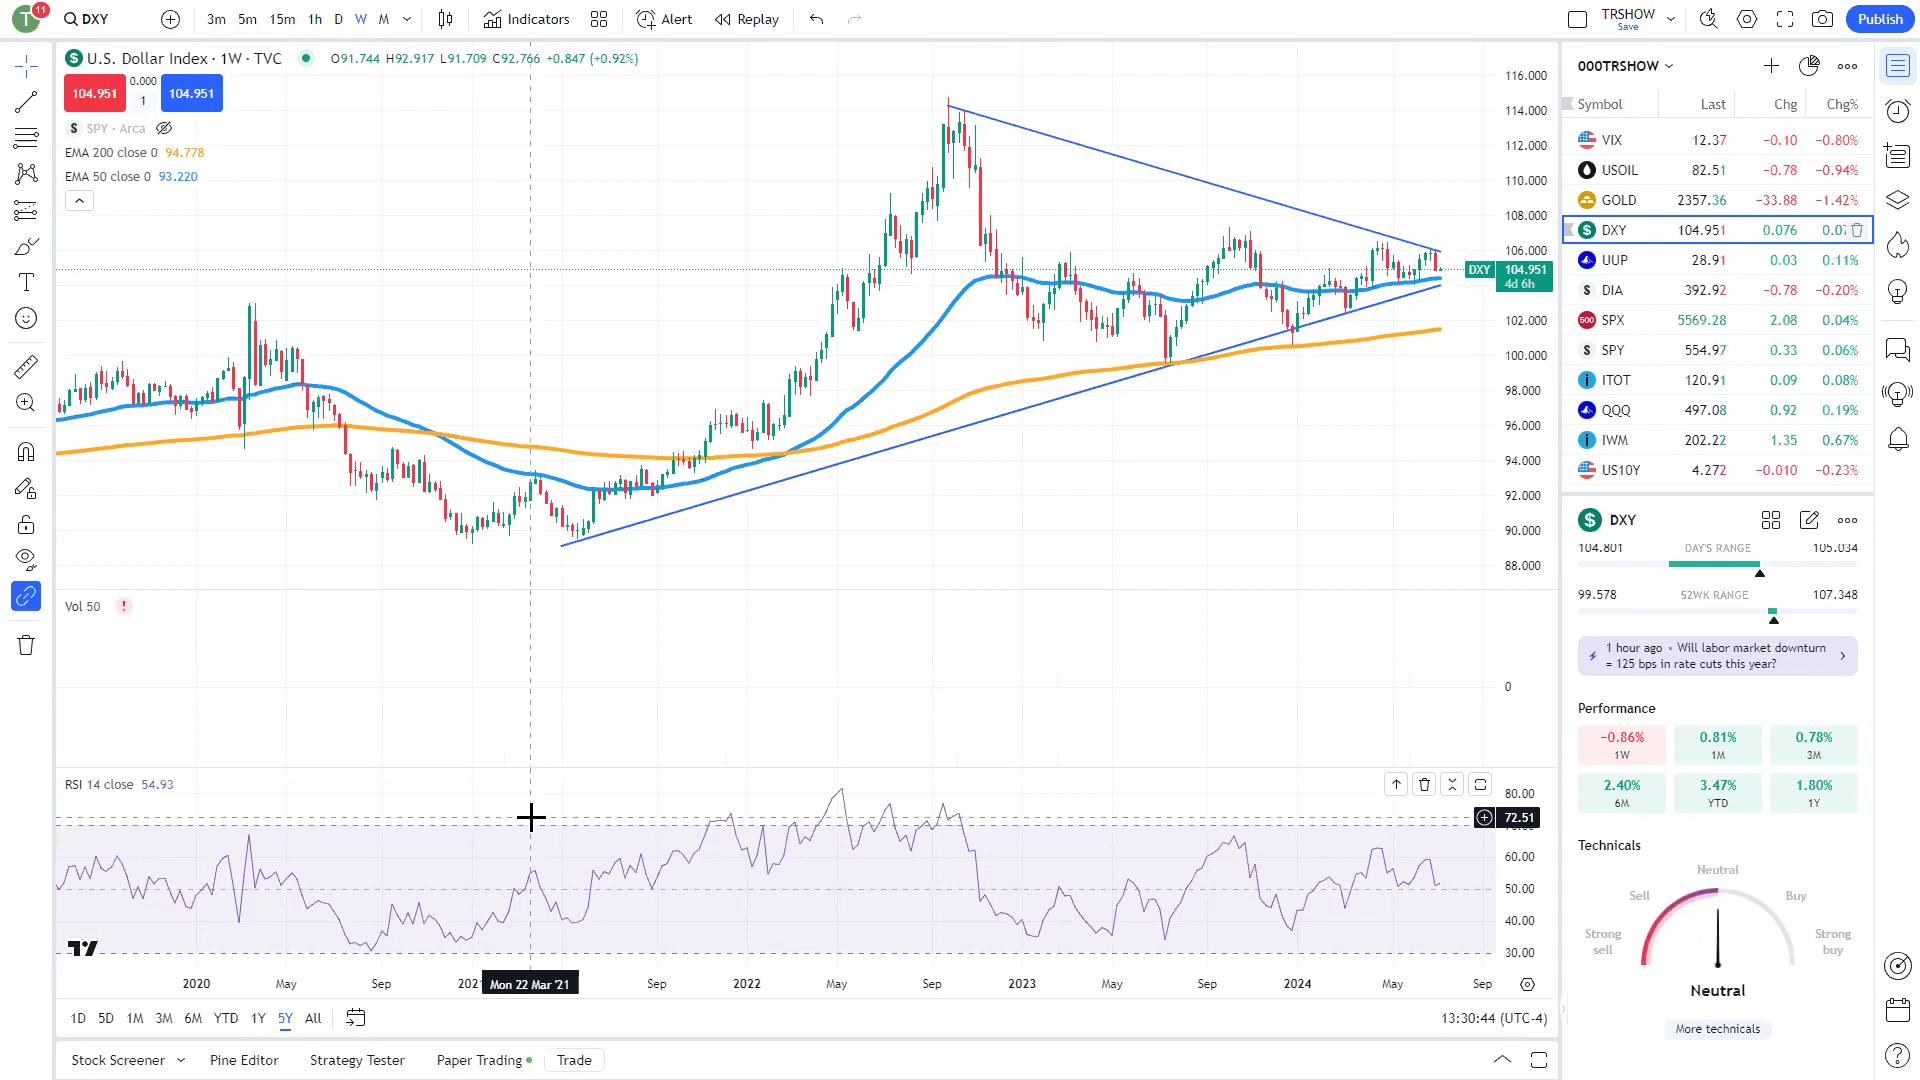 T 11 DXY 3m 5m 15m 1h D W M Indicators Alert Replay TRSHOW Save Publish
$ U.S. Dollar Index · 1W · TVC O91.744 H92.917 L91.709 C92.766 +0.847 (+0.92%)
104.951 0.000 1 104.951
S SPY · Arca
EMA 200 close 0 94.778
EMA 50 close 0 93.220
116.000
114.000
112.000
110.000
108.000
106.000
DXY 104.951
4d 6h
102.000
100.000
98.000
96.000
94.000
92.000
90.000
88.000
Vol 50 !
0
RSI 14 close 54.93
80.00
72.51
60.00
50.00
40.00
30.00
2020 May Sep 2021 Mon 22 Mar '21 Sep 2022 May Sep 2023 May Sep 2024 May Sep
1D 5D 1M 3M 6M YTD 1Y 5Y All 13:30:44 (UTC-4)
Stock Screener Pine Editor Strategy Tester Paper Trading Trade
000TRSHOW
Symbol Last Chg Chg%
VIX 12.37 −0.10 −0.80%
USOIL 82.51 −0.78 −0.94%
GOLD 2357.36 −33.88 −1.42%
$ DXY 104.951 0.076
UUP 28.91 0.03 0.11%
S DIA 392.92 −0.78 −0.20%
500 SPX 5569.28 2.08 0.04%
S SPY 554.97 0.33 0.06%
i ITOT 120.91 0.09 0.08%
QQQ 497.08 0.92 0.19%
i IWM 202.22 1.35 0.67%
US10Y 4.272 −0.010 −0.23%
$ DXY
104.801 DAY'S RANGE 105.034
99.578 52WK RANGE 107.348
1 hour ago • Will labor market downturn
= 125 bps in rate cuts this year?
Performance
−0.86% 0.81% 0.78%
1W 1M 3M
2.40% 3.47% 1.80%
6M YTD 1Y
Technicals
Neutral
Sell Buy
Strong sell Strong buy
Neutral
More technicals